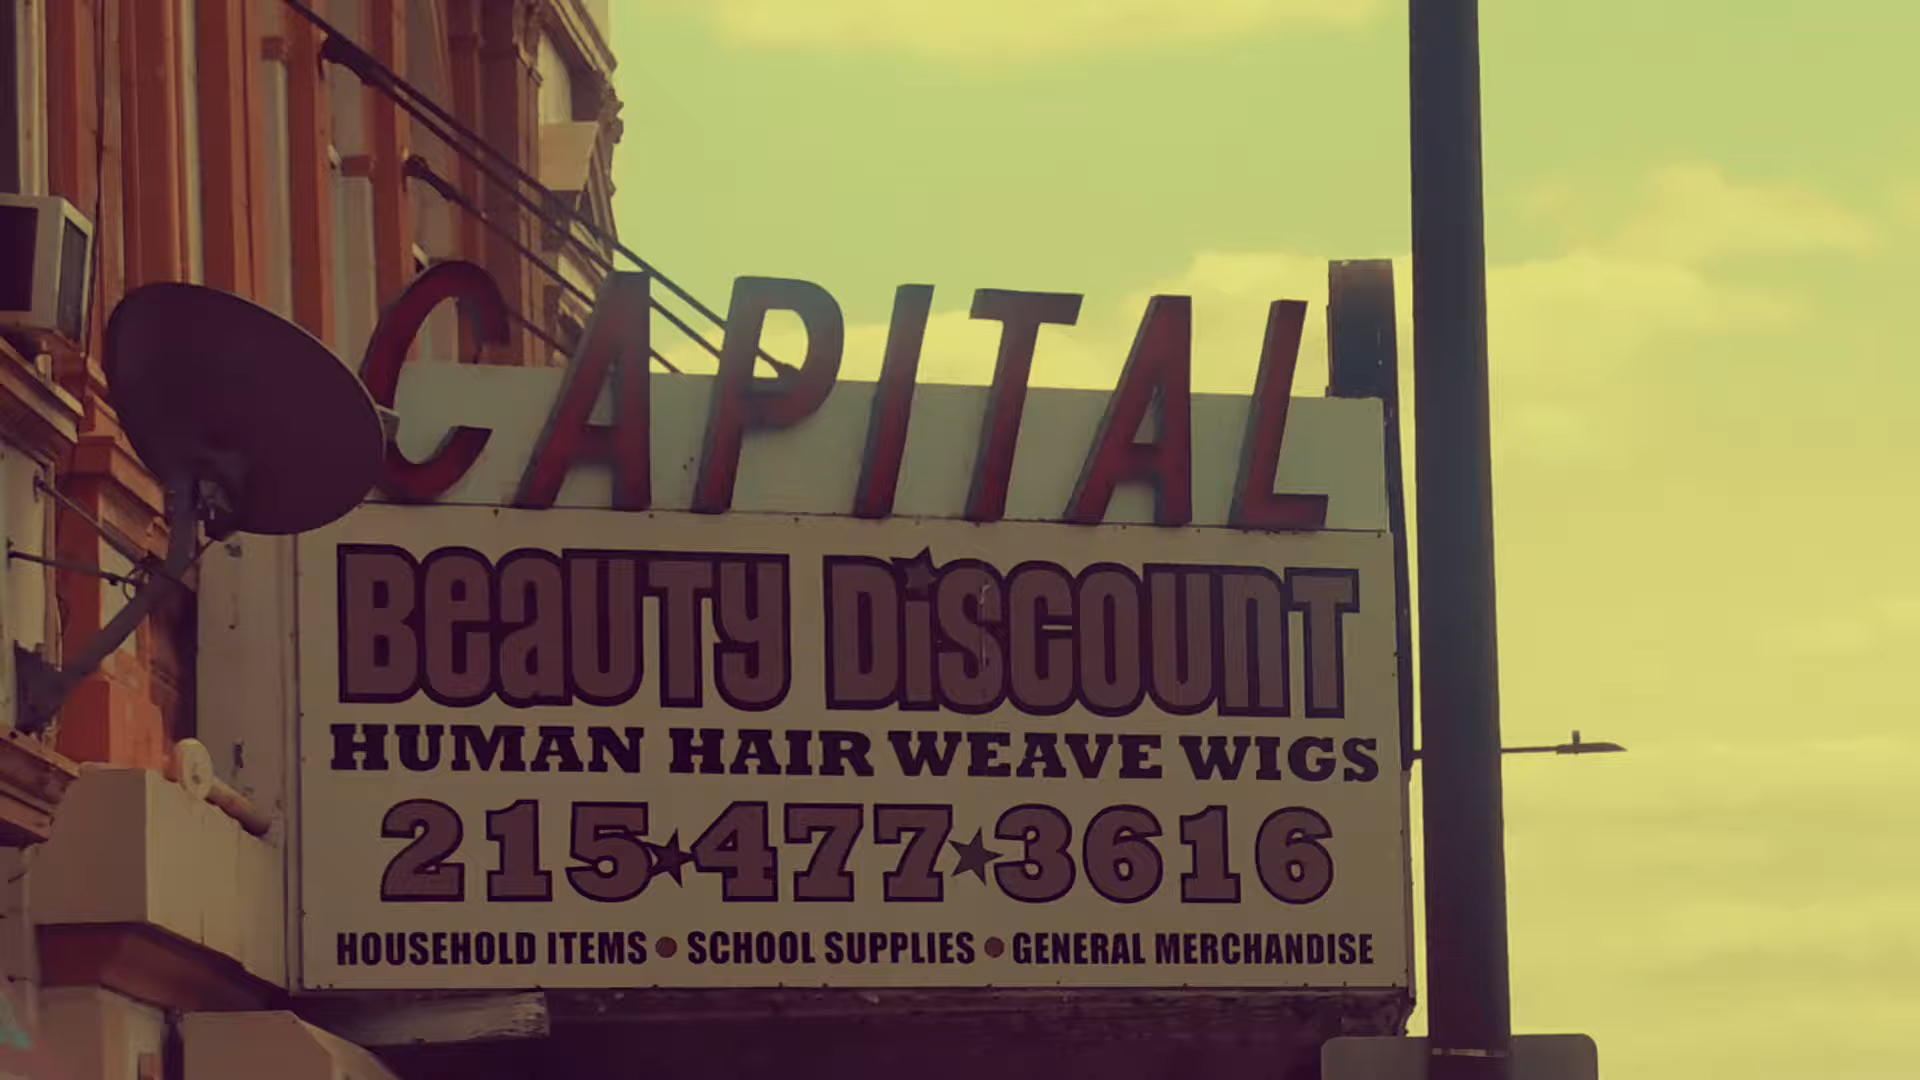 CAPITAL
BeaUTy DiSCOUnT
HUMAN HAIR WEAVE WIGS
215★477★3616
HOUSEHOLD ITEMS • SCHOOL SUPPLIES • GENERAL MERCHANDISE